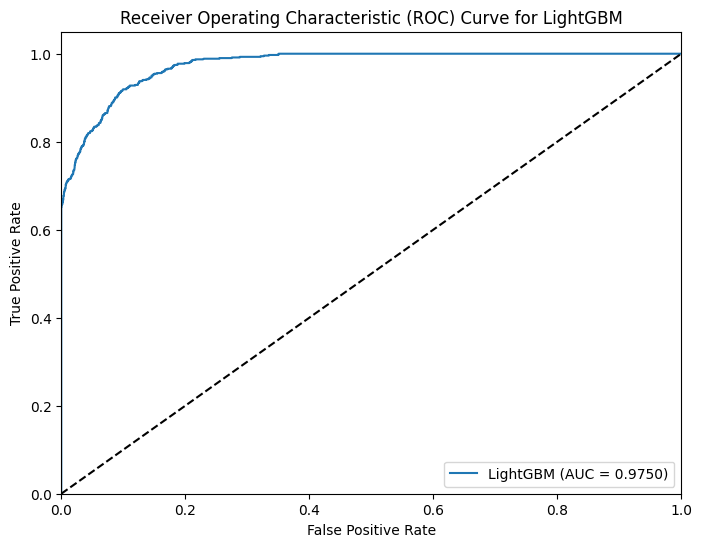 Receiver Operating Characteristic (ROC) Curve for LightGBM
1.0
0.8
0.6
0.4
0.2
0.0
True Positive Rate
0.0 0.2 0.4 0.6 0.8 1.0
False Positive Rate
LightGBM (AUC = 0.9750)